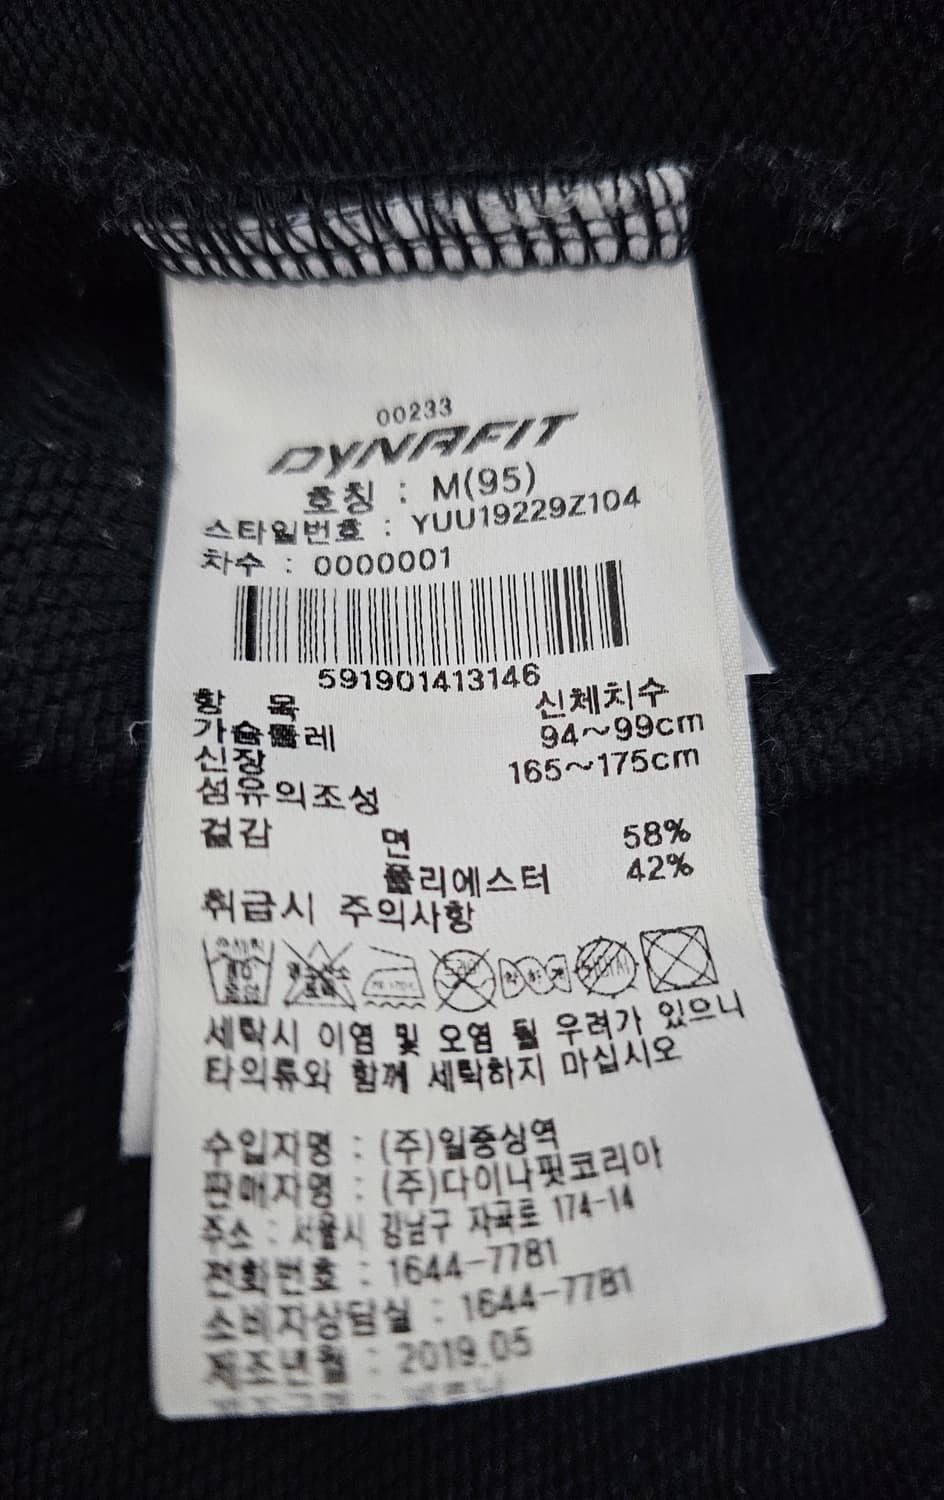 00233
DYNAFIT
호칭 : M(95)
스타일번호 : YUU19229Z104
차수 : 0000001
591901413146
항 목 신체치수
가슴둘레 94~99cm
신장 165~175cm
섬유의조성
겉감 면 58%
폴리에스터 42%
취급시 주의사항
세탁시 이염 및 오염 될 우려가 있으니
타의류와 함께 세탁하지 마십시오
수입자명 : (주)일중상역
판매자명 : (주)다이나핏코리아
주소 : 서울시 강남구 자곡로 174-14
전화번호 : 1644-7781
소비자상담실 : 1644-7781
제조년월 : 2019.05